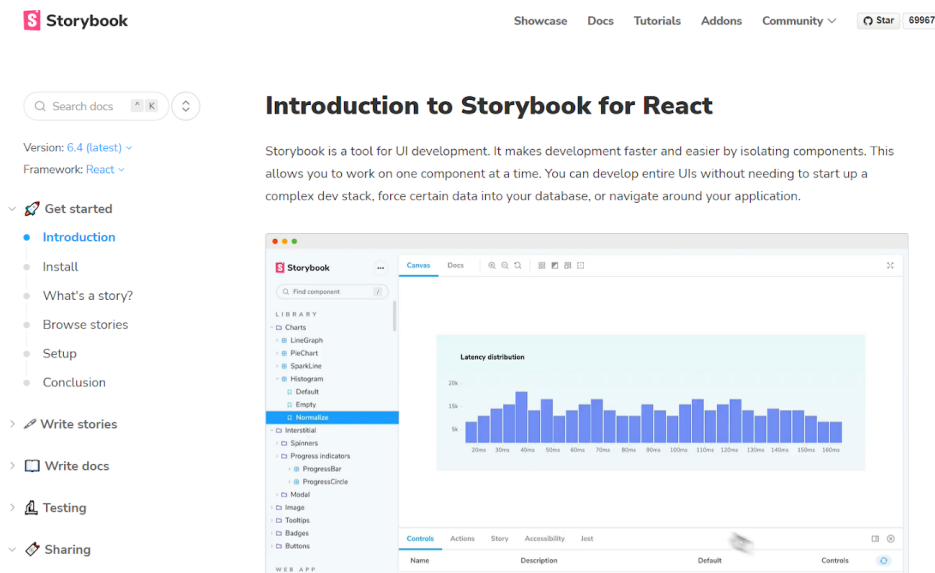 Storybook
Showcase Docs Tutorials Addons Community Star 69967
Search docs ^ K
Version: 6.4 (latest)
Framework: React
Get started
Introduction
Install
What's a story?
Browse stories
Setup
Conclusion
Write stories
Write docs
Testing
Sharing
Introduction to Storybook for React
Storybook is a tool for UI development. It makes development faster and easier by isolating components. This
allows you to work on one component at a time. You can develop entire UIs without needing to start up a
complex dev stack, force certain data into your database, or navigate around your application.
Storybook
Find component /
LIBRARY
Charts
LineGraph
PieChart
SparkLine
Histogram
Default
Empty
Normalize
Interstitial
Spinners
Progress indicators
ProgressBar
ProgressCircle
Modal
Image
Tooltips
Badges
Buttons
WEB APP
Canvas Docs
Latency distribution
20k
15k
5k
20ms 30ms 40ms 50ms 60ms 70ms 80ms 90ms 100ms 110ms 120ms 130ms 140ms 150ms 160ms
Controls Actions Story Accessibility Jest
Name Description Default Controls